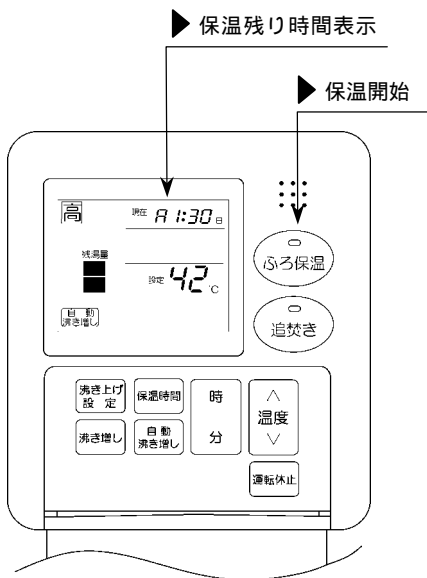 ▶ 保温残り時間表示
▶ 保温開始
高
現在 A 1:30 日
残湯量
設定 42 ℃
自動
沸き増し
ふろ保温
追焚き
沸き上げ
設定
保温時間
時
分
∧
温度
∨
沸き増し
自動
沸き増し
運転休止